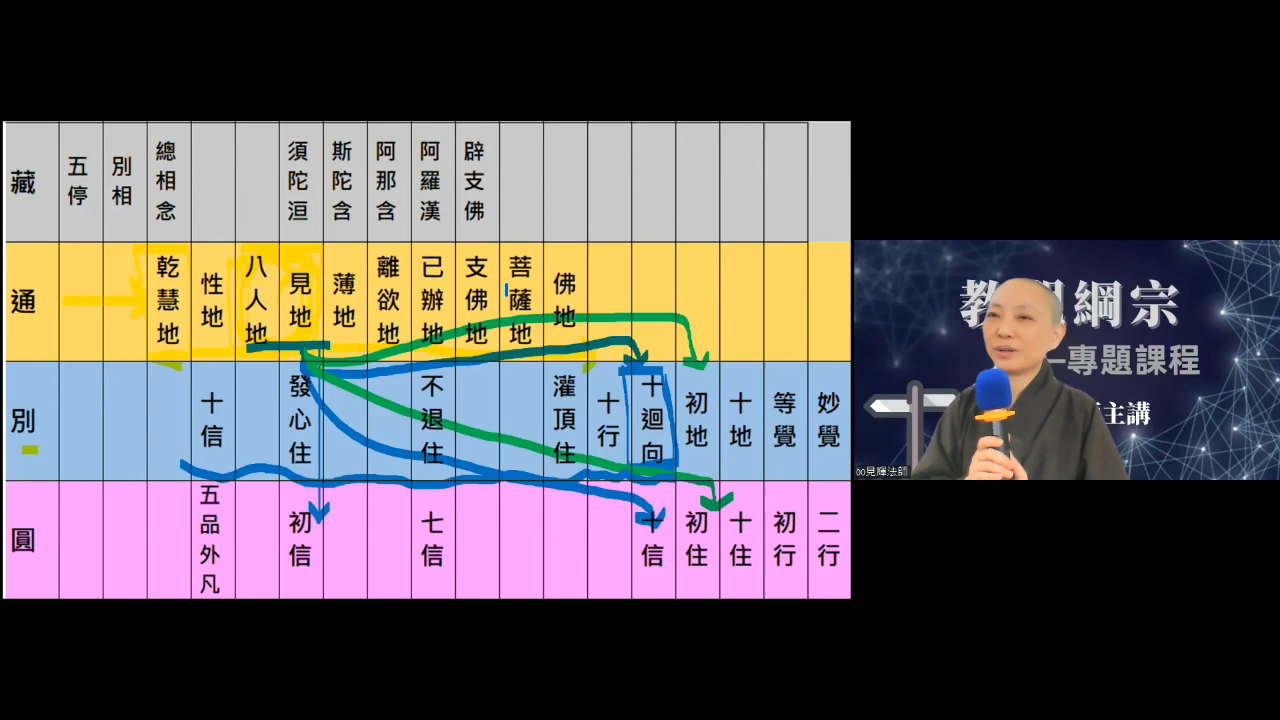 藏 五停 別相 總相念 須陀洹 斯陀含 阿那含 阿羅漢 辟支佛
通 乾慧地 性地 八人地 見地 薄地 離欲地 已辦地 支佛地 菩薩地 佛地
別 十信 發心住 不退住 灌頂住 十行 十迴向 初地 十地 等覺 妙覺
圓 五品外凡 初信 七信 十信 初住 十住 初行 二行
教 綱宗
專題課程
主講
見輝法師